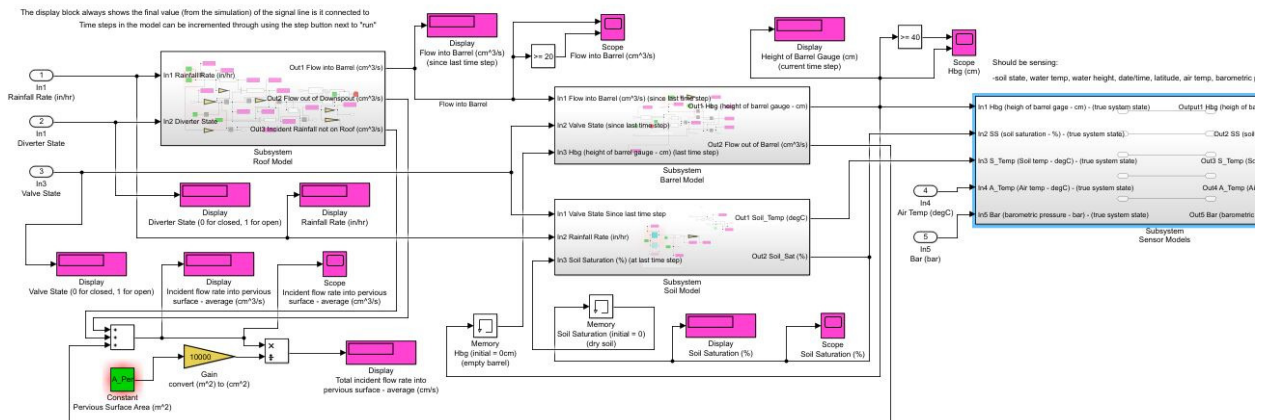 The display block always shows the final value (from the simulation) of the signal line is it connected to
Time steps in the model can be incremented through using the step button next to "run"
1
In1
Rainfall Rate (in/hr)
2
In1
Diverter State
3
In3
Valve State
In1 Rainfall Rate (in/hr)
In2 Diverter State
Out1 Flow into Barrel (cm^3/s)
Out2 Flow out of Downspout (cm^3/s)
Out3 Incident Rainfall not on Roof (cm^3/s)
Subsystem
Roof Model
Display
Flow into Barrel (cm^3/s)
(since last time step)
>= 20
Scope
Flow into Barrel (cm^3/s)
Flow into Barrel
Display
Height of Barrel Gauge (cm)
(current time step)
>= 40
Scope
Hbg (cm)
Should be sensing:
-soil state, water temp, water height, date/time, latitude, air temp, barometric
In1 Flow into Barrel (cm^3/s) (since last time step)
In2 Valve State (since last time step)
In3 Hbg (height of barrel gauge - cm) (last time step)
Out1 Hbg (height of barrel gauge - cm)
Out2 Flow out of Barrel (cm^3/s)
Subsystem
Barrel Model
In1 Valve State Since last time step
In2 Rainfall Rate (in/hr)
In3 Soil Saturation (%) (at last time step)
Out1 Soil_Temp (degC)
Out2 Soil_Sat (%)
Subsystem
Soil Model
In1 Hbg (heigh of barrel gage - cm) - (true system state)
In2 SS (soil saturation - %) - (true system state)
In3 S_Temp (Soil temp - degC) - (true system state)
In4 A_Temp (Air temp - degC) - (true system state)
In5 Bar (barometric pressure - bar) - (true system state)
Output1 Hbg (heigh of ba
Out2 SS (soil
Out3 S_Temp (So
Out4 A_Temp (Ai
Out5 Bar (barometric
Subsystem
Sensor Models
4
In4
Air Temp (degC)
5
In5
Bar (bar)
Display
Diverter State (0 for closed, 1 for open)
Display
Rainfall Rate (in/hr)
Display
Valve State (0 for closed, 1 for open)
Display
Incident flow rate into pervious
surface - average (cm^3/s)
Scope
Incident flow rate into pervious
surface - average (cm^3/s)
A_Per
Constant
Pervious Surface Area (m^2)
10000
Gain
convert (m^2) to (cm^2)
Display
Total incident flow rate into
pervious surface - average (cm/s)
Memory
Hbg (initial = 0cm)
(empty barrel)
Memory
Soil Saturation (initial = 0)
(dry soil)
Display
Soil Saturation (%)
Scope
Soil Saturation (%)